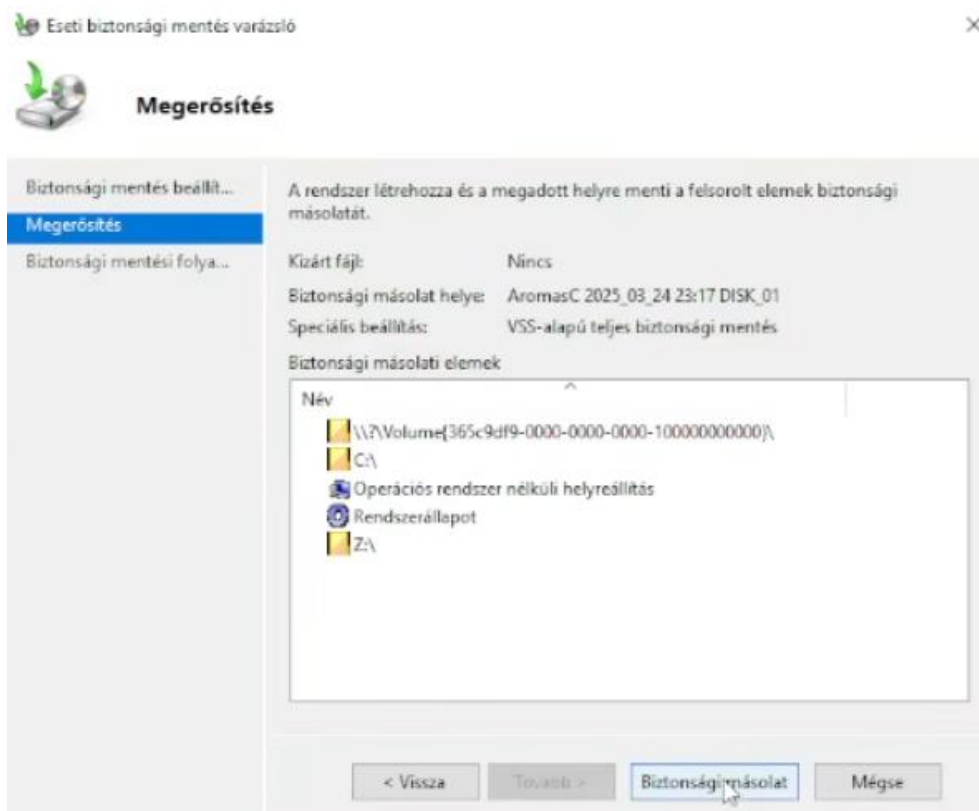 Eseti biztonsági mentés varázsló
Megerősítés
Biztonsági mentés beállít...
Megerősítés
Biztonsági mentési folya...
A rendszer létrehozza és a megadott helyre menti a felsorolt elemek biztonsági
másolatát.
Kizárt fájl: Nincs
Biztonsági másolat helye: AromasC 2025_03_24 23:17 DISK_01
Speciális beállítás: VSS-alapú teljes biztonsági mentés
Biztonsági másolati elemek
Név
\\?\Volume{365c9df9-0000-0000-0000-100000000000}\
C:\
Operációs rendszer nélküli helyreállítás
Rendszerállapot
Z:\
< Vissza Tovább > Biztonsági másolat Mégse